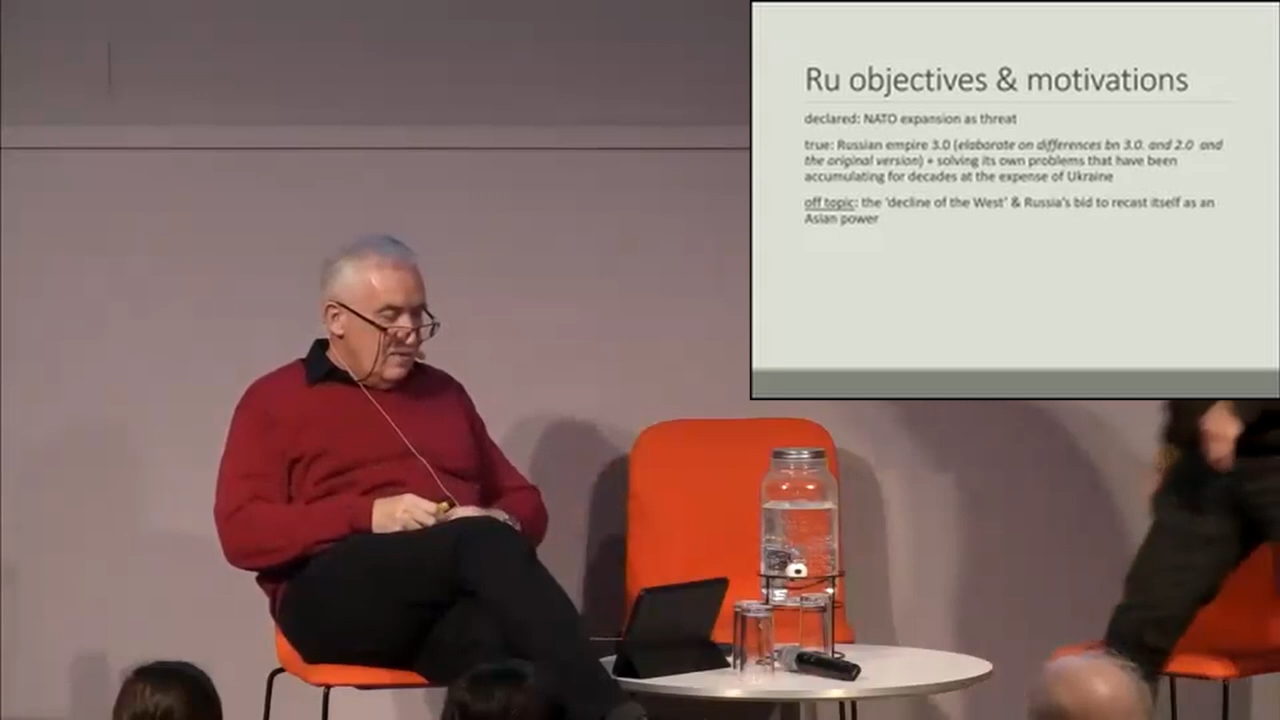 Ru objectives & motivations
declared: NATO expansion as threat
true: Russian empire 3.0 (elaborate on differences bn 3.0. and 2.0 and
the original version) + solving its own problems that have been
accumulating for decades at the expense of Ukraine
off topic: the 'decline of the West' & Russia's bid to recast itself as an
Asian power